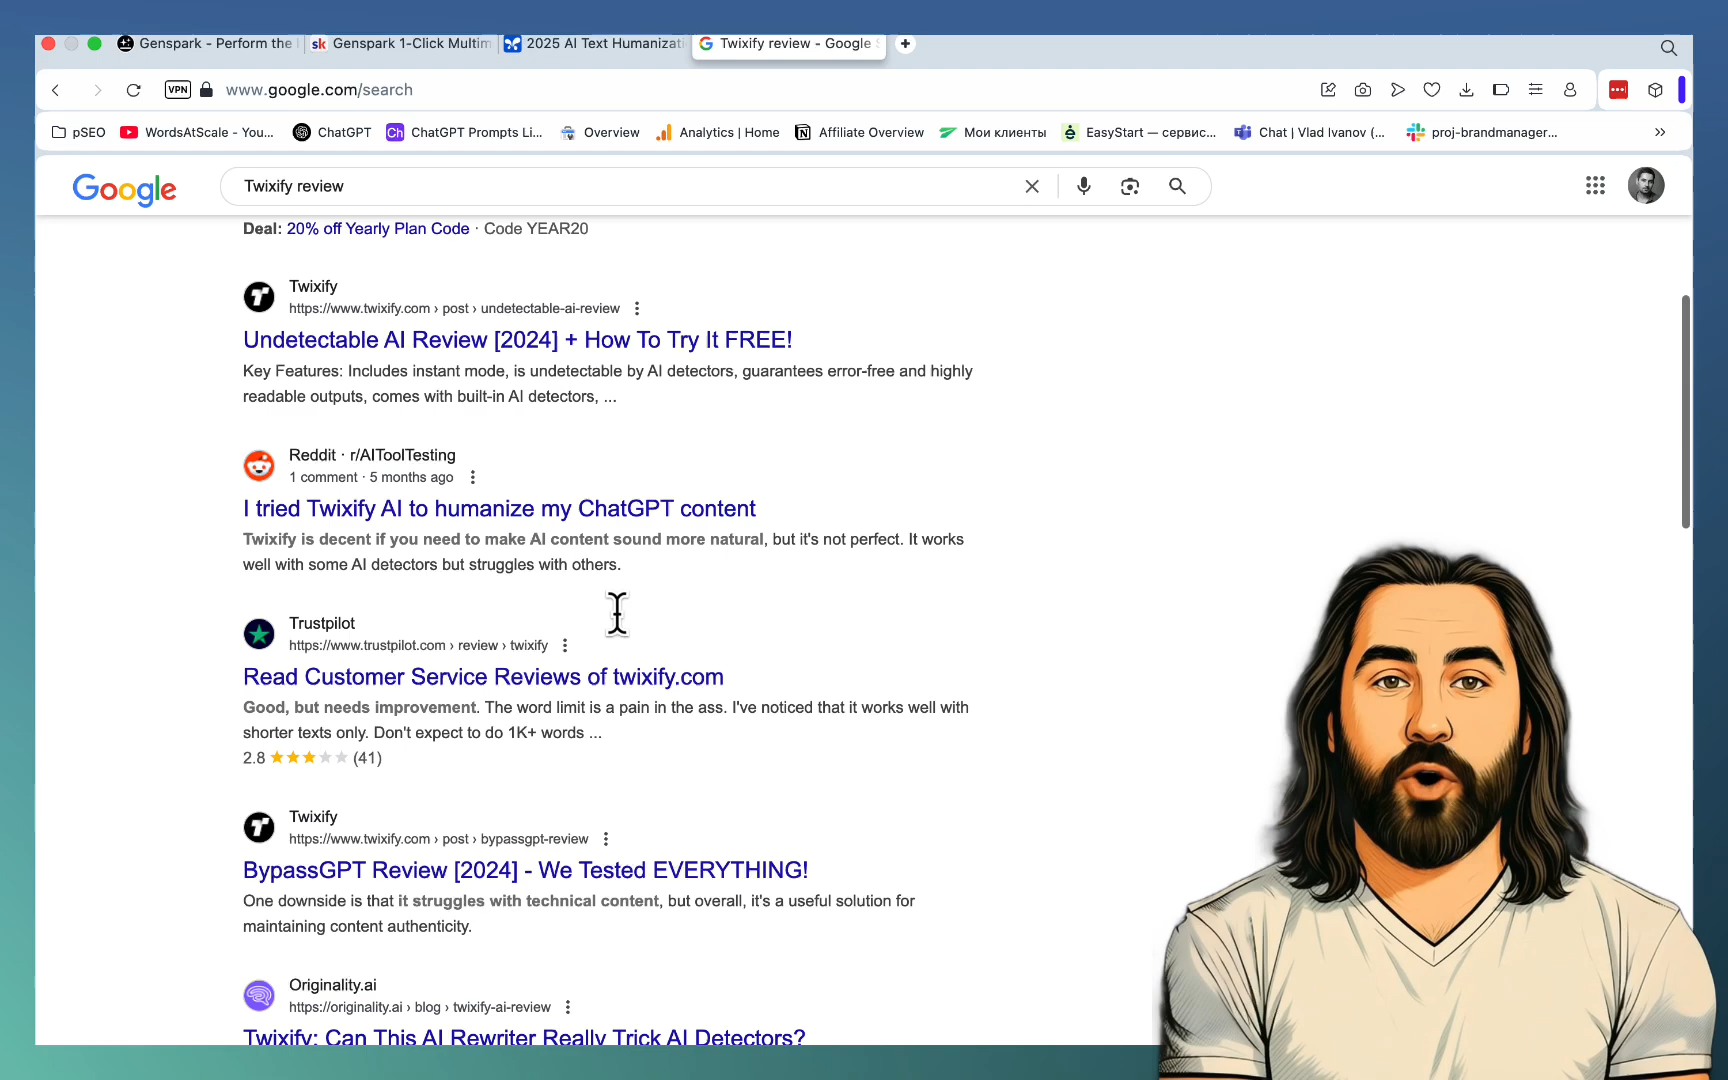 Genspark - Perform the
sk Genspark 1-Click Multim
2025 AI Text Humanizati
Twixify review - Google S
VPN www.google.com/search
pSEO
WordsAtScale - You...
ChatGPT
Ch ChatGPT Prompts Li...
Overview
Analytics | Home
Affiliate Overview
Мои клиенты
EasyStart — сервис...
Chat | Vlad Ivanov (...
proj-brandmanager...
Google
Twixify review
Deal: 20% off Yearly Plan Code · Code YEAR20
Twixify
https://www.twixify.com › post › undetectable-ai-review
Undetectable AI Review [2024] + How To Try It FREE!
Key Features: Includes instant mode, is undetectable by AI detectors, guarantees error-free and highly
readable outputs, comes with built-in AI detectors, ...
Reddit · r/AIToolTesting
1 comment · 5 months ago
I tried Twixify AI to humanize my ChatGPT content
Twixify is decent if you need to make AI content sound more natural, but it's not perfect. It works
well with some AI detectors but struggles with others.
Trustpilot
https://www.trustpilot.com › review › twixify
Read Customer Service Reviews of twixify.com
Good, but needs improvement. The word limit is a pain in the ass. I've noticed that it works well with
shorter texts only. Don't expect to do 1K+ words ...
2.8 (41)
Twixify
https://www.twixify.com › post › bypassgpt-review
BypassGPT Review [2024] - We Tested EVERYTHING!
One downside is that it struggles with technical content, but overall, it's a useful solution for
maintaining content authenticity.
Originality.ai
https://originality.ai › blog › twixify-ai-review
Twixify: Can This AI Rewriter Really Trick AI Detectors?